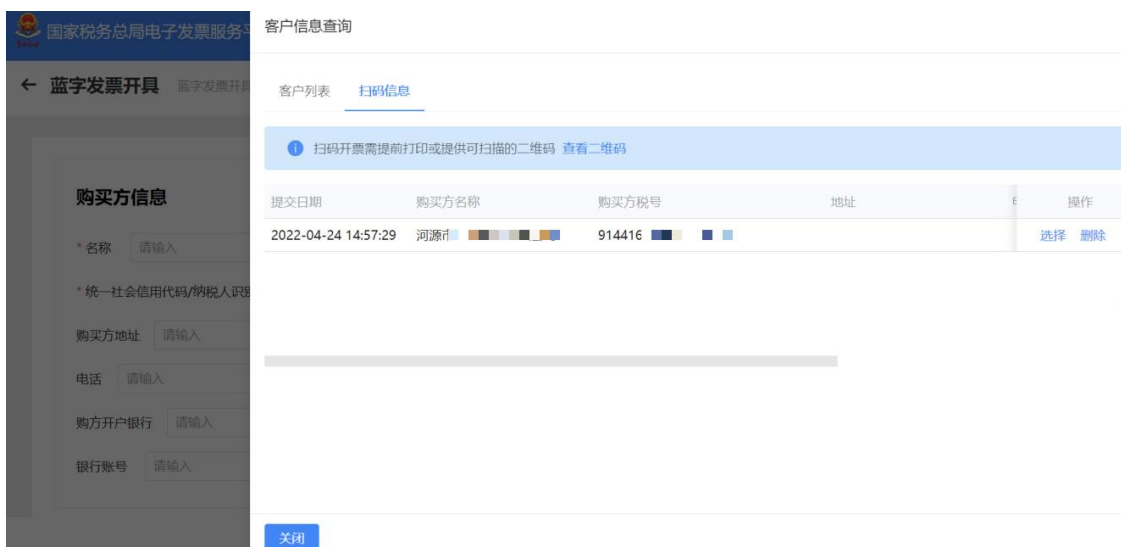 国家税务总局电子发票服务平
客户信息查询
← 蓝字发票开具 蓝字发票开具
客户列表 扫码信息
扫码开票需提前打印或提供可扫描的二维码 查看二维码
购买方信息
提交日期 购买方名称 购买方税号 地址 操作
2022-04-24 14:57:29 河源市 914416 选择 删除
* 名称 请输入
* 统一社会信用代码/纳税人识别
购买方地址 请输入
电话 请输入
购方开户银行 请输入
银行账号 请输入
关闭